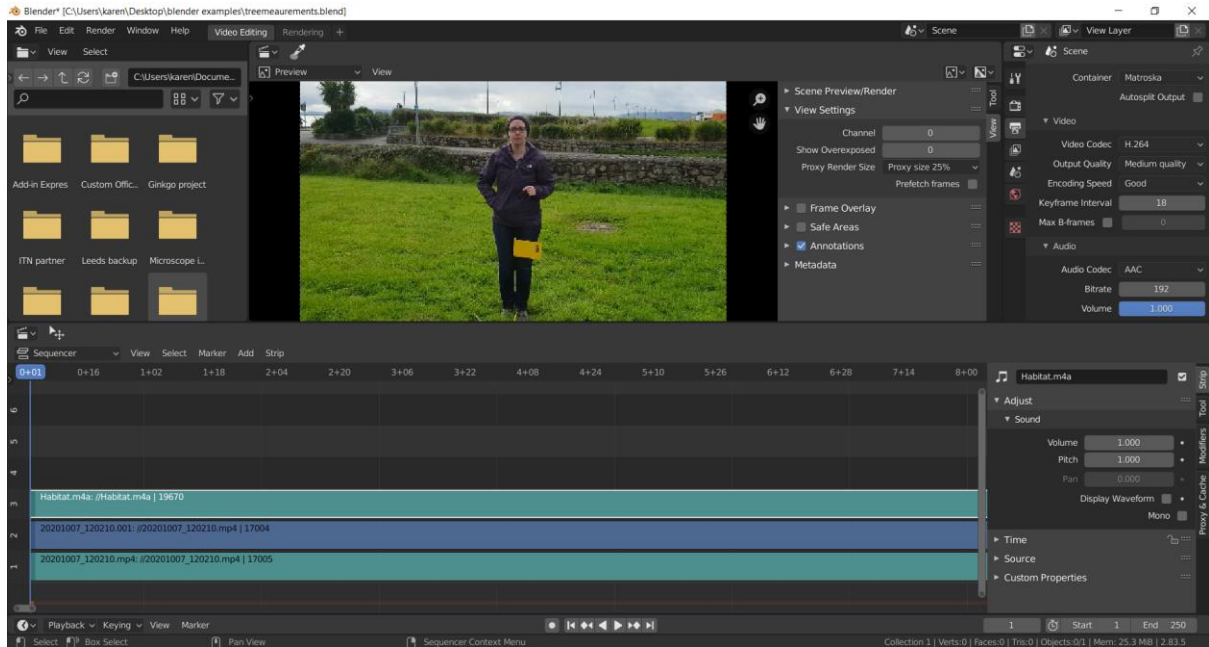 Blender* [C:\Users\karen\Desktop\blender examples\treemeaurements.blend]
File Edit Render Window Help Video Editing Rendering + Scene View Layer
View Select Scene
C:\Users\karen\Docume... Preview View Container Matroska
Autosplit Output
Scene Preview/Render
View Settings
Video
Channel 0
Show Overexposed 0
Proxy Render Size Proxy size 25%
Prefetch frames
Frame Overlay
Safe Areas
Annotations
Metadata
Tool
View
Video Codec H.264
Output Quality Medium quality
Encoding Speed Good
Keyframe Interval 18
Max B-frames 0
Audio
Audio Codec AAC
Bitrate 192
Volume 1.000
Add-in Expres Custom Offic... Ginkgo project
ITN partner Leeds backup Microscope i...
Sequencer View Select Marker Add Strip
0+01 0+16 1+02 1+18 2+04 2+20 3+06 3+22 4+08 4+24 5+10 5+26 6+12 6+28 7+14 8+00
6
5
4
3
2
1
Habitat.m4a: //Habitat.m4a | 19670
20201007_120210.001: //20201007_120210.mp4 | 17004
20201007_120210.mp4: //20201007_120210.mp4 | 17005
Habitat.m4a
Adjust
Sound
Volume 1.000
Pitch 1.000
Pan 0.000
Display Waveform
Mono
Time
Source
Custom Properties
Strip
Tool
Modifiers
Proxy & Cache
Playback Keying View Marker 1 Start 1 End 250
Select Box Select Pan View Sequencer Context Menu Collection 1 | Verts:0 | Faces:0 | Tris:0 | Objects:0/1 | Mem: 25.3 MiB | 2.83.5